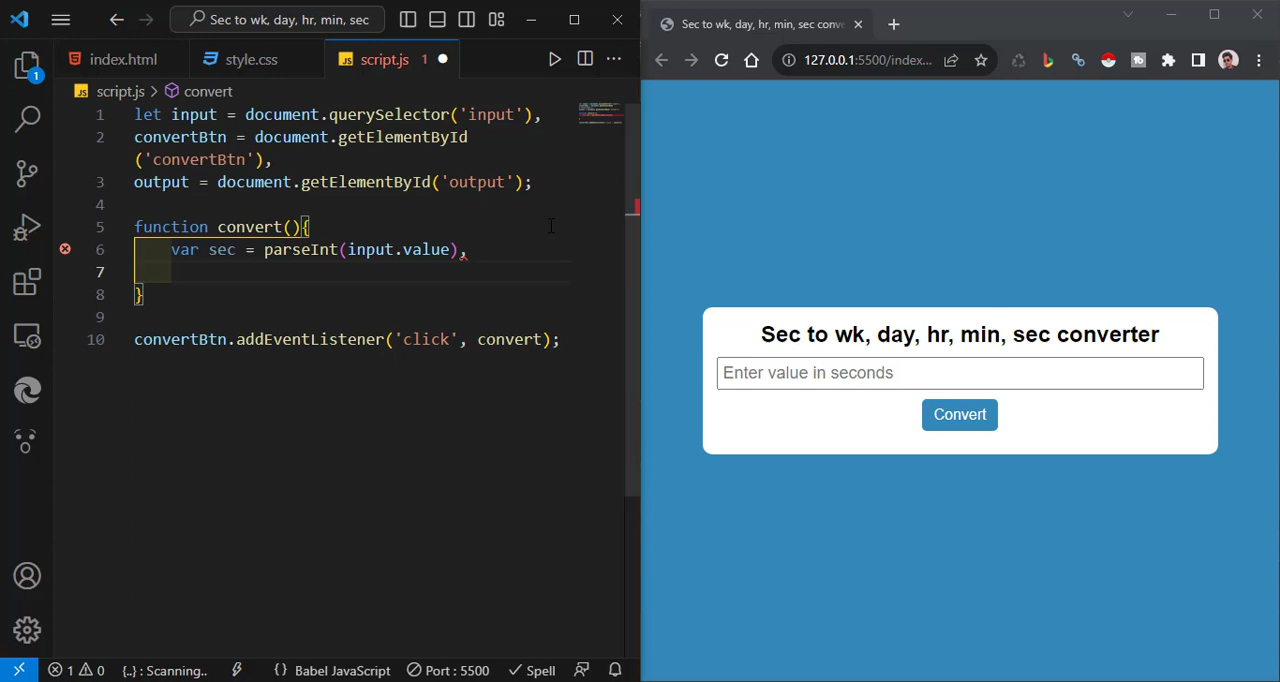 Sec to wk, day, hr, min, sec
index.html
style.css
JS script.js 1
JS script.js > convert
1 let input = document.querySelector('input'),
2 convertBtn = document.getElementById
('convertBtn'),
3 output = document.getElementById('output');
4
5 function convert(){
6 var sec = parseInt(input.value),
7
8 }
9
10 convertBtn.addEventListener('click', convert);
1
1 0 {..} : Scanning.. {} Babel JavaScript Port : 5500 Spell
Sec to wk, day, hr, min, sec conv
127.0.0.1:5500/index...
Sec to wk, day, hr, min, sec converter
Enter value in seconds
Convert